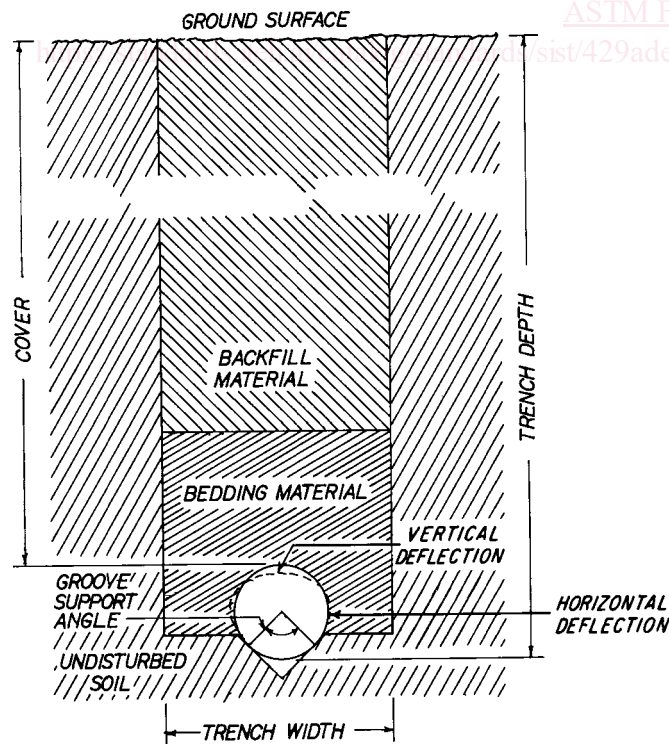 ASTM F
GROUND SURFACE
COVER
TRENCH DEPTH
BACKFILL
MATERIAL
BEDDING MATERIAL
VERTICAL
DEFLECTION
GROOVE
SUPPORT
ANGLE
HORIZONTAL
DEFLECTION
UNDISTURBED
SOIL
TRENCH WIDTH